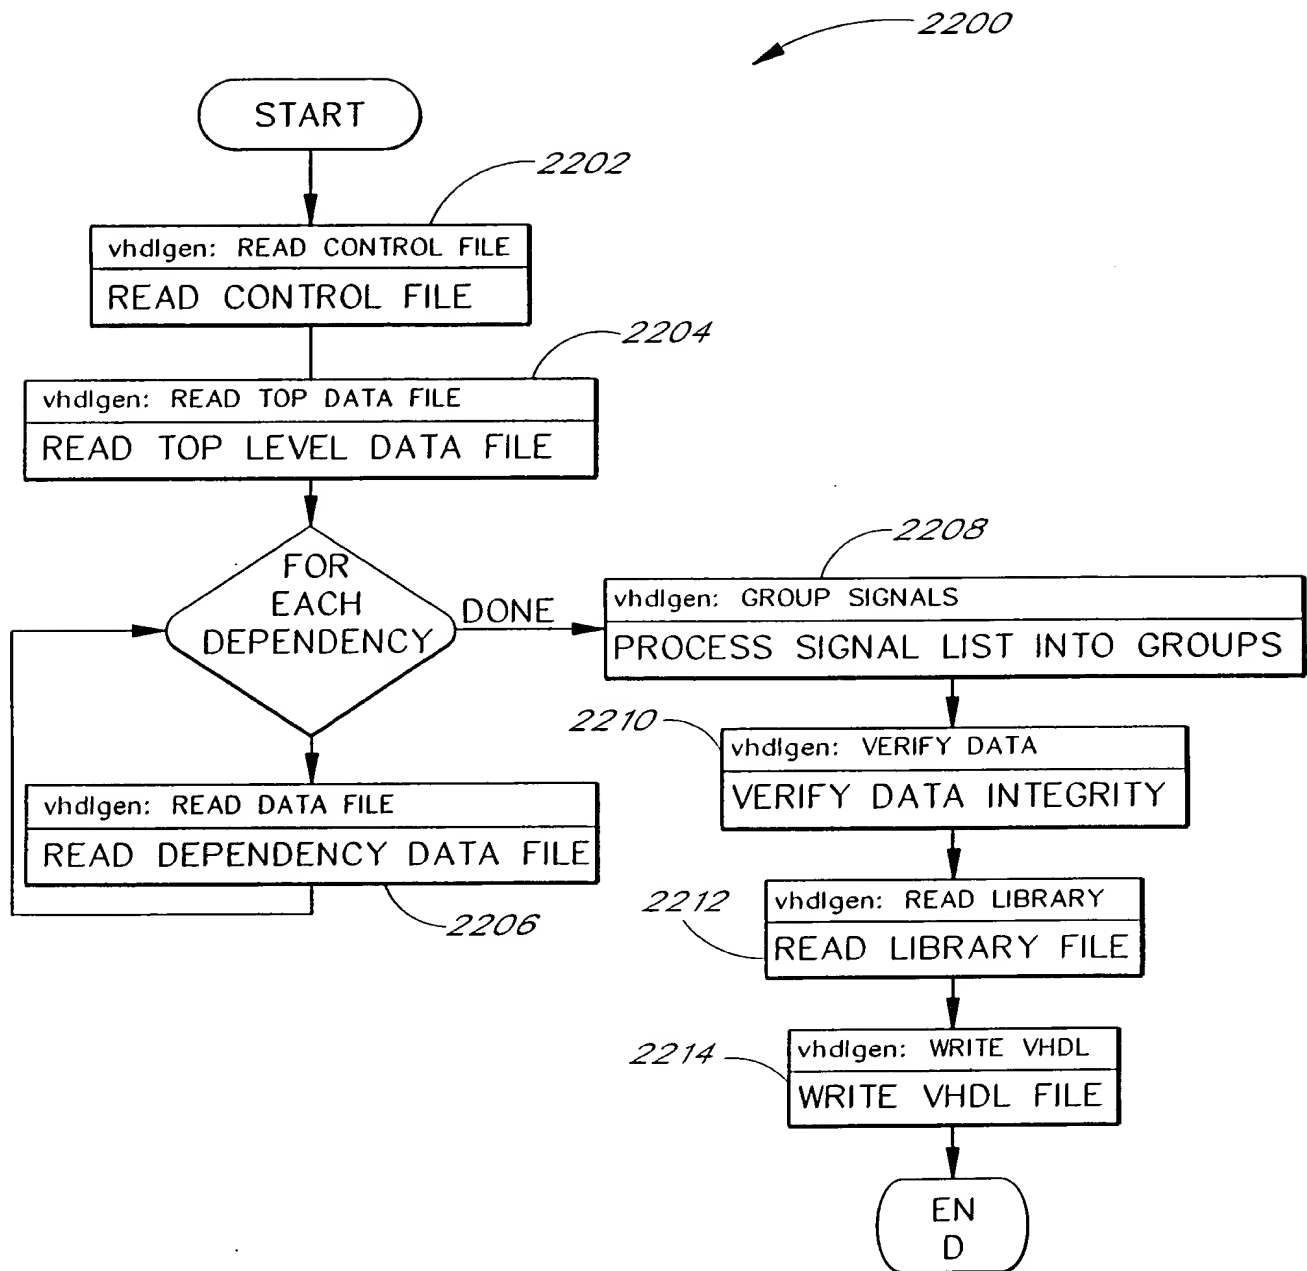 2200
START
2202
vhdlgen: READ CONTROL FILE
READ CONTROL FILE
2204
vhdlgen: READ TOP DATA FILE
READ TOP LEVEL DATA FILE
FOR
EACH
DEPENDENCY
DONE
vhdlgen: READ DATA FILE
READ DEPENDENCY DATA FILE
2206
2208
vhdlgen: GROUP SIGNALS
PROCESS SIGNAL LIST INTO GROUPS
2210
vhdlgen: VERIFY DATA
VERIFY DATA INTEGRITY
2212
vhdlgen: READ LIBRARY
READ LIBRARY FILE
2214
vhdlgen: WRITE VHDL
WRITE VHDL FILE
EN
D